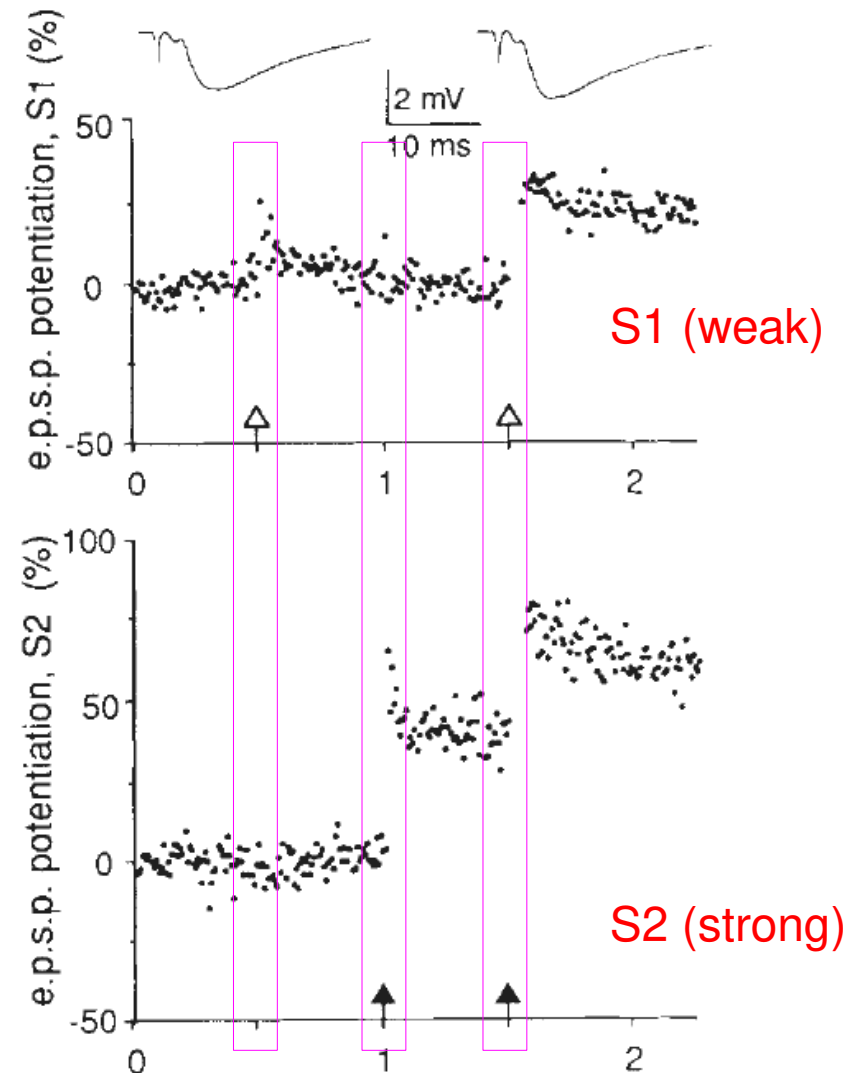 e.p.s.p. potentiation, S1 (%)
2 mV
10 ms
50
0
-50
S1 (weak)
0
1
2
e.p.s.p. potentiation, S2 (%)
100
50
0
-50
S2 (strong)
0
1
2